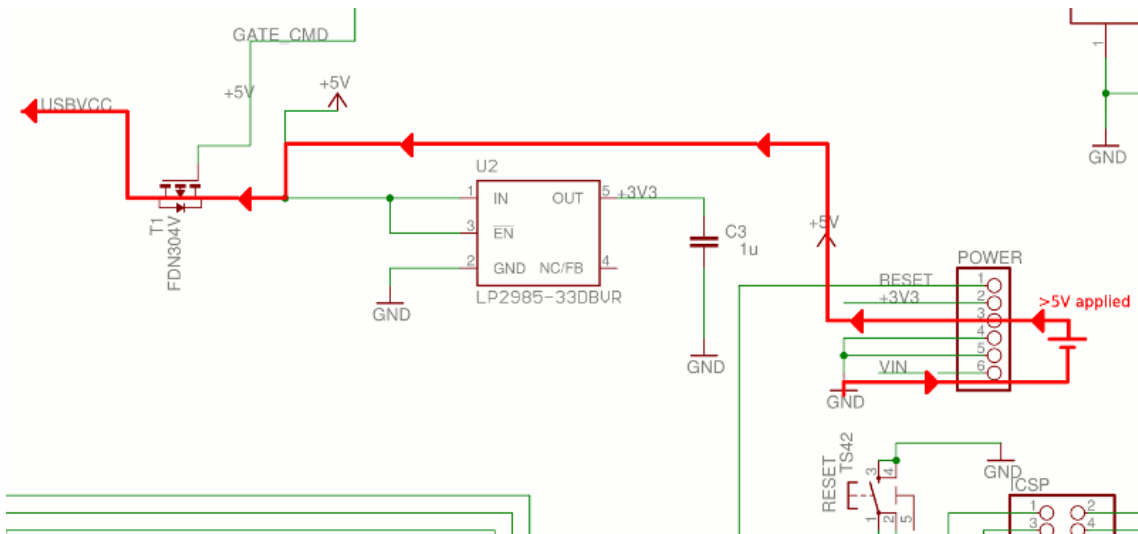 GATE_CMD
+5V
+5V
USBVCC
1
GND
T1
FDN304V
U2
1
IN
OUT
5
+3V3
3
EN
2
GND
NC/FB
4
LP2985-33DBVR
GND
C3
1u
GND
+5V
POWER
RESET
1
+3V3
2
3
>5V applied
4
5
VIN
6
GND
RESET
TS42
3
4
1
2
5
GND
ICSP
1
2
3
4